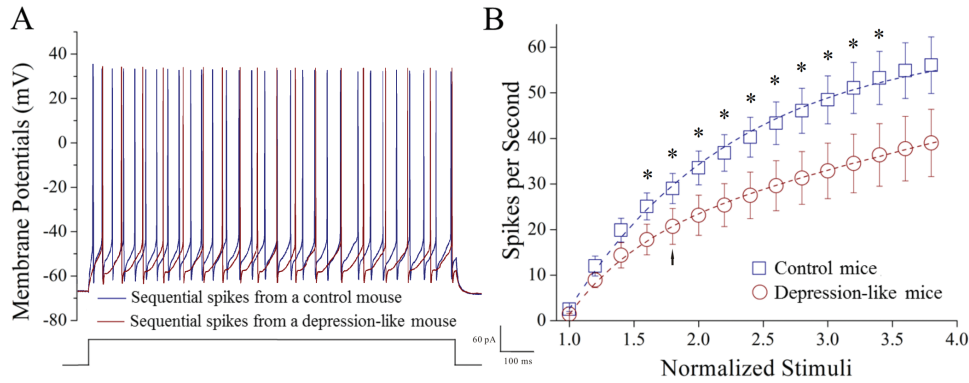 A
Membrane Potentials (mV)
40
20
0
-20
-40
-60
-80
Sequential spikes from a control mouse
Sequential spikes from a depression-like mouse
60 pA
100 ms
B
Spikes per Second
60
50
40
30
20
10
0
* * * * * * * * * *
Control mice
Depression-like mice
1.0 1.5 2.0 2.5 3.0 3.5 4.0
Normalized Stimuli